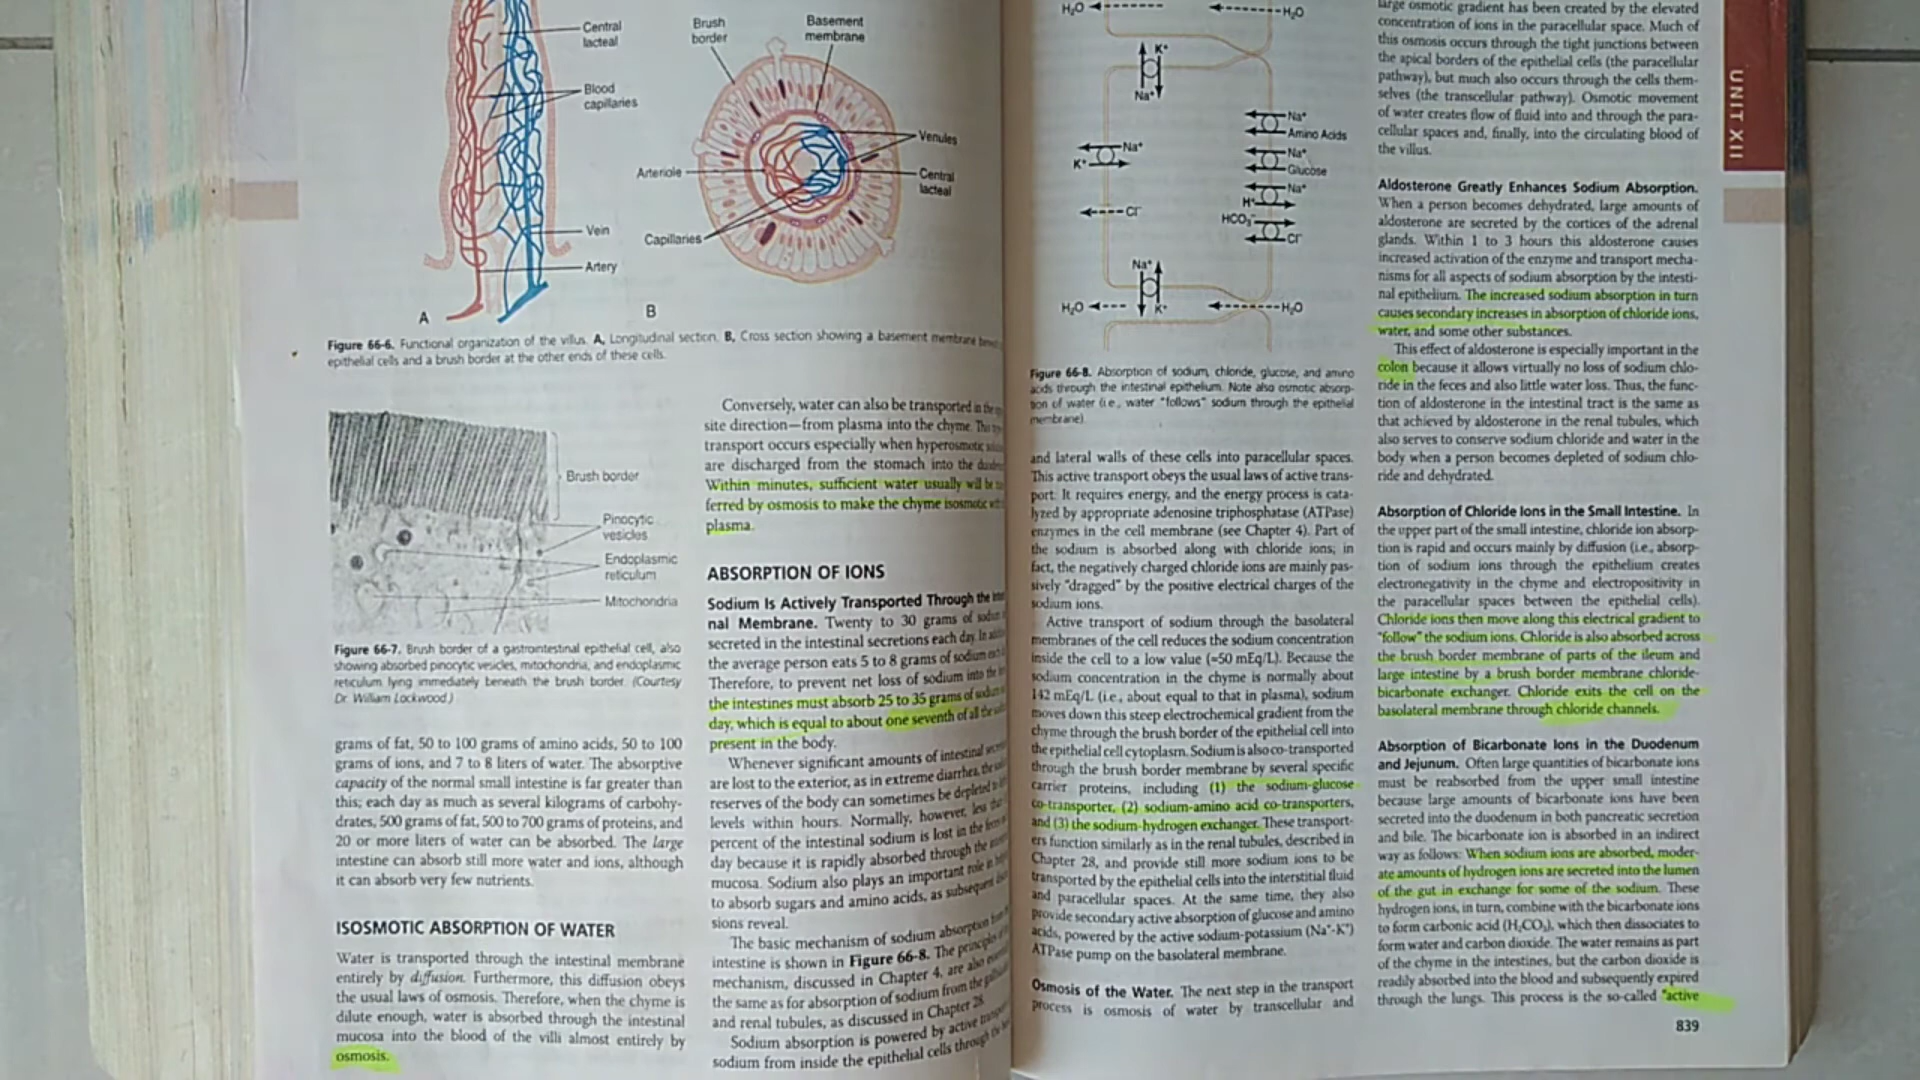 Central
lacteal
Blood
capillaries
Vein
Artery
A
Brush
border
Basement
membrane
Venules
Arteriole
Central
lacteal
Capillaries
B
Figure 66-6. Functional organization of the villus. A, Longitudinal section. B, Cross section showing a basement membrane
epithelial cells and a brush border at the other ends of these cells.
Brush border
Pinocytic
vesicles
Endoplasmic
reticulum
Mitochondria
Figure 66-7. Brush border of a gastrointestinal epithelial cell, also
showing absorbed pinocytic vesicles, mitochondria, and endoplasmic
reticulum lying immediately beneath the brush border. (Courtesy
Dr. William Lockwood.)
grams of fat, 50 to 100 grams of amino acids, 50 to 100
grams of ions, and 7 to 8 liters of water. The absorptive
capacity of the normal small intestine is far greater than
this; each day as much as several kilograms of carbohy-
drates, 500 grams of fat, 500 to 700 grams of proteins, and
20 or more liters of water can be absorbed. The large
intestine can absorb still more water and ions, although
it can absorb very few nutrients.
ISOSMOTIC ABSORPTION OF WATER
Water is transported through the intestinal membrane
entirely by diffusion. Furthermore, this diffusion obeys
the usual laws of osmosis. Therefore, when the chyme is
dilute enough, water is absorbed through the intestinal
mucosa into the blood of the villi almost entirely by
osmosis.
Conversely, water can also be transported in the
site direction—from plasma into the chyme. This
transport occurs especially when hyperosmotic
are discharged from the stomach into the
Within minutes, sufficient water usually will be
ferred by osmosis to make the chyme isosmotic with
plasma.
ABSORPTION OF IONS
Sodium Is Actively Transported Through the
nal Membrane. Twenty to 30 grams of sodium
secreted in the intestinal secretions each day. In
the average person eats 5 to 8 grams of sodium
Therefore, to prevent net loss of sodium into the
the intestines must absorb 25 to 35 grams of sodium
day, which is equal to about one seventh of all the
present in the body.
Whenever significant amounts of intestinal
are lost to the exterior, as in extreme diarrhea, the
reserves of the body can sometimes be depleted to
levels within hours. Normally, however, less
percent of the intestinal sodium is lost in the
day because it is rapidly absorbed through the
mucosa. Sodium also plays an important role in
to absorb sugars and amino acids, as subsequent
sions reveal.
The basic mechanism of sodium absorption
intestine is shown in Figure 66-8. The principles
mechanism, discussed in Chapter 4, are also
the same as for absorption of sodium from the
and renal tubules, as discussed in Chapter 28.
Sodium absorption is powered by active
sodium from inside the epithelial cells through
H₂O H₂O
K⁺
Na⁺
Na⁺
Amino Acids
Na⁺
K⁺
Na⁺
Glucose
Na⁺
H⁺
Cl⁻
HCO₃⁻
Cl⁻
Na⁺
K⁺
H₂O H₂O
Figure 66-8. Absorption of sodium, chloride, glucose, and amino
acids through the intestinal epithelium. Note also osmotic absorp-
tion of water (i.e., water "follows" sodium through the epithelial
membrane).
and lateral walls of these cells into paracellular spaces.
This active transport obeys the usual laws of active trans-
port: It requires energy, and the energy process is cata-
lyzed by appropriate adenosine triphosphatase (ATPase)
enzymes in the cell membrane (see Chapter 4). Part of
the sodium is absorbed along with chloride ions; in
fact, the negatively charged chloride ions are mainly pas-
sively "dragged" by the positive electrical charges of the
sodium ions.
Active transport of sodium through the basolateral
membranes of the cell reduces the sodium concentration
inside the cell to a low value (≈50 mEq/L). Because the
sodium concentration in the chyme is normally about
142 mEq/L (i.e., about equal to that in plasma), sodium
moves down this steep electrochemical gradient from the
chyme through the brush border of the epithelial cell into
the epithelial cell cytoplasm. Sodium is also co-transported
through the brush border membrane by several specific
carrier proteins, including (1) the sodium-glucose
co-transporter, (2) sodium-amino acid co-transporters,
and (3) the sodium-hydrogen exchanger. These transport-
ers function similarly as in the renal tubules, described in
Chapter 28, and provide still more sodium ions to be
transported by the epithelial cells into the interstitial fluid
and paracellular spaces. At the same time, they also
provide secondary active absorption of glucose and amino
acids, powered by the active sodium-potassium (Na⁺-K⁺)
ATPase pump on the basolateral membrane.
Osmosis of the Water. The next step in the transport
process is osmosis of water by transcellular and
large osmotic gradient has been created by the elevated
concentration of ions in the paracellular space. Much of
this osmosis occurs through the tight junctions between
the apical borders of the epithelial cells (the paracellular
pathway), but much also occurs through the cells them-
selves (the transcellular pathway). Osmotic movement
of water creates flow of fluid into and through the para-
cellular spaces and, finally, into the circulating blood of
the villus.
Aldosterone Greatly Enhances Sodium Absorption.
When a person becomes dehydrated, large amounts of
aldosterone are secreted by the cortices of the adrenal
glands. Within 1 to 3 hours this aldosterone causes
increased activation of the enzyme and transport mecha-
nisms for all aspects of sodium absorption by the intesti-
nal epithelium. The increased sodium absorption in turn
causes secondary increases in absorption of chloride ions,
water, and some other substances.
This effect of aldosterone is especially important in the
colon because it allows virtually no loss of sodium chlo-
ride in the feces and also little water loss. Thus, the func-
tion of aldosterone in the intestinal tract is the same as
that achieved by aldosterone in the renal tubules, which
also serves to conserve sodium chloride and water in the
body when a person becomes depleted of sodium chlo-
ride and dehydrated.
Absorption of Chloride Ions in the Small Intestine. In
the upper part of the small intestine, chloride ion absorp-
tion is rapid and occurs mainly by diffusion (i.e., absorp-
tion of sodium ions through the epithelium creates
electronegativity in the chyme and electropositivity in
the paracellular spaces between the epithelial cells).
Chloride ions then move along this electrical gradient to
"follow" the sodium ions. Chloride is also absorbed across
the brush border membrane of parts of the ileum and
large intestine by a brush border membrane chloride-
bicarbonate exchanger. Chloride exits the cell on the
basolateral membrane through chloride channels.
Absorption of Bicarbonate Ions in the Duodenum
and Jejunum. Often large quantities of bicarbonate ions
must be reabsorbed from the upper small intestine
because large amounts of bicarbonate ions have been
secreted into the duodenum in both pancreatic secretion
and bile. The bicarbonate ion is absorbed in an indirect
way as follows: When sodium ions are absorbed, moder-
ate amounts of hydrogen ions are secreted into the lumen
of the gut in exchange for some of the sodium. These
hydrogen ions, in turn, combine with the bicarbonate ions
to form carbonic acid (H₂CO₃), which then dissociates to
form water and carbon dioxide. The water remains as part
of the chyme in the intestines, but the carbon dioxide is
readily absorbed into the blood and subsequently expired
through the lungs. This process is the so-called "active
839
UNIT XII